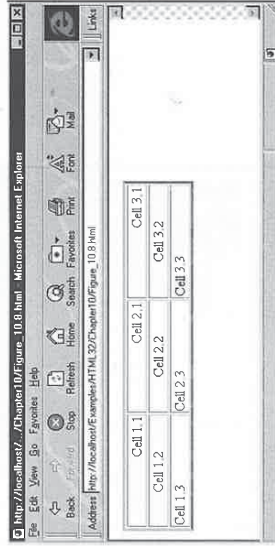 http://localhost/.../Chapter10/Figure_10.8.html - Microsoft Internet Explorer
File Edit View Go Favorites Help
Back Forward Stop Refresh Home Search Favorites Print Font Mail
Address http://localhost/Examples/HTML32/Chapter10/Figure_10.8.html Links
Cell 1.1 Cell 2.1 Cell 3.1
Cell 1.2 Cell 2.2 Cell 3.2
Cell 1.3 Cell 2.3 Cell 3.3